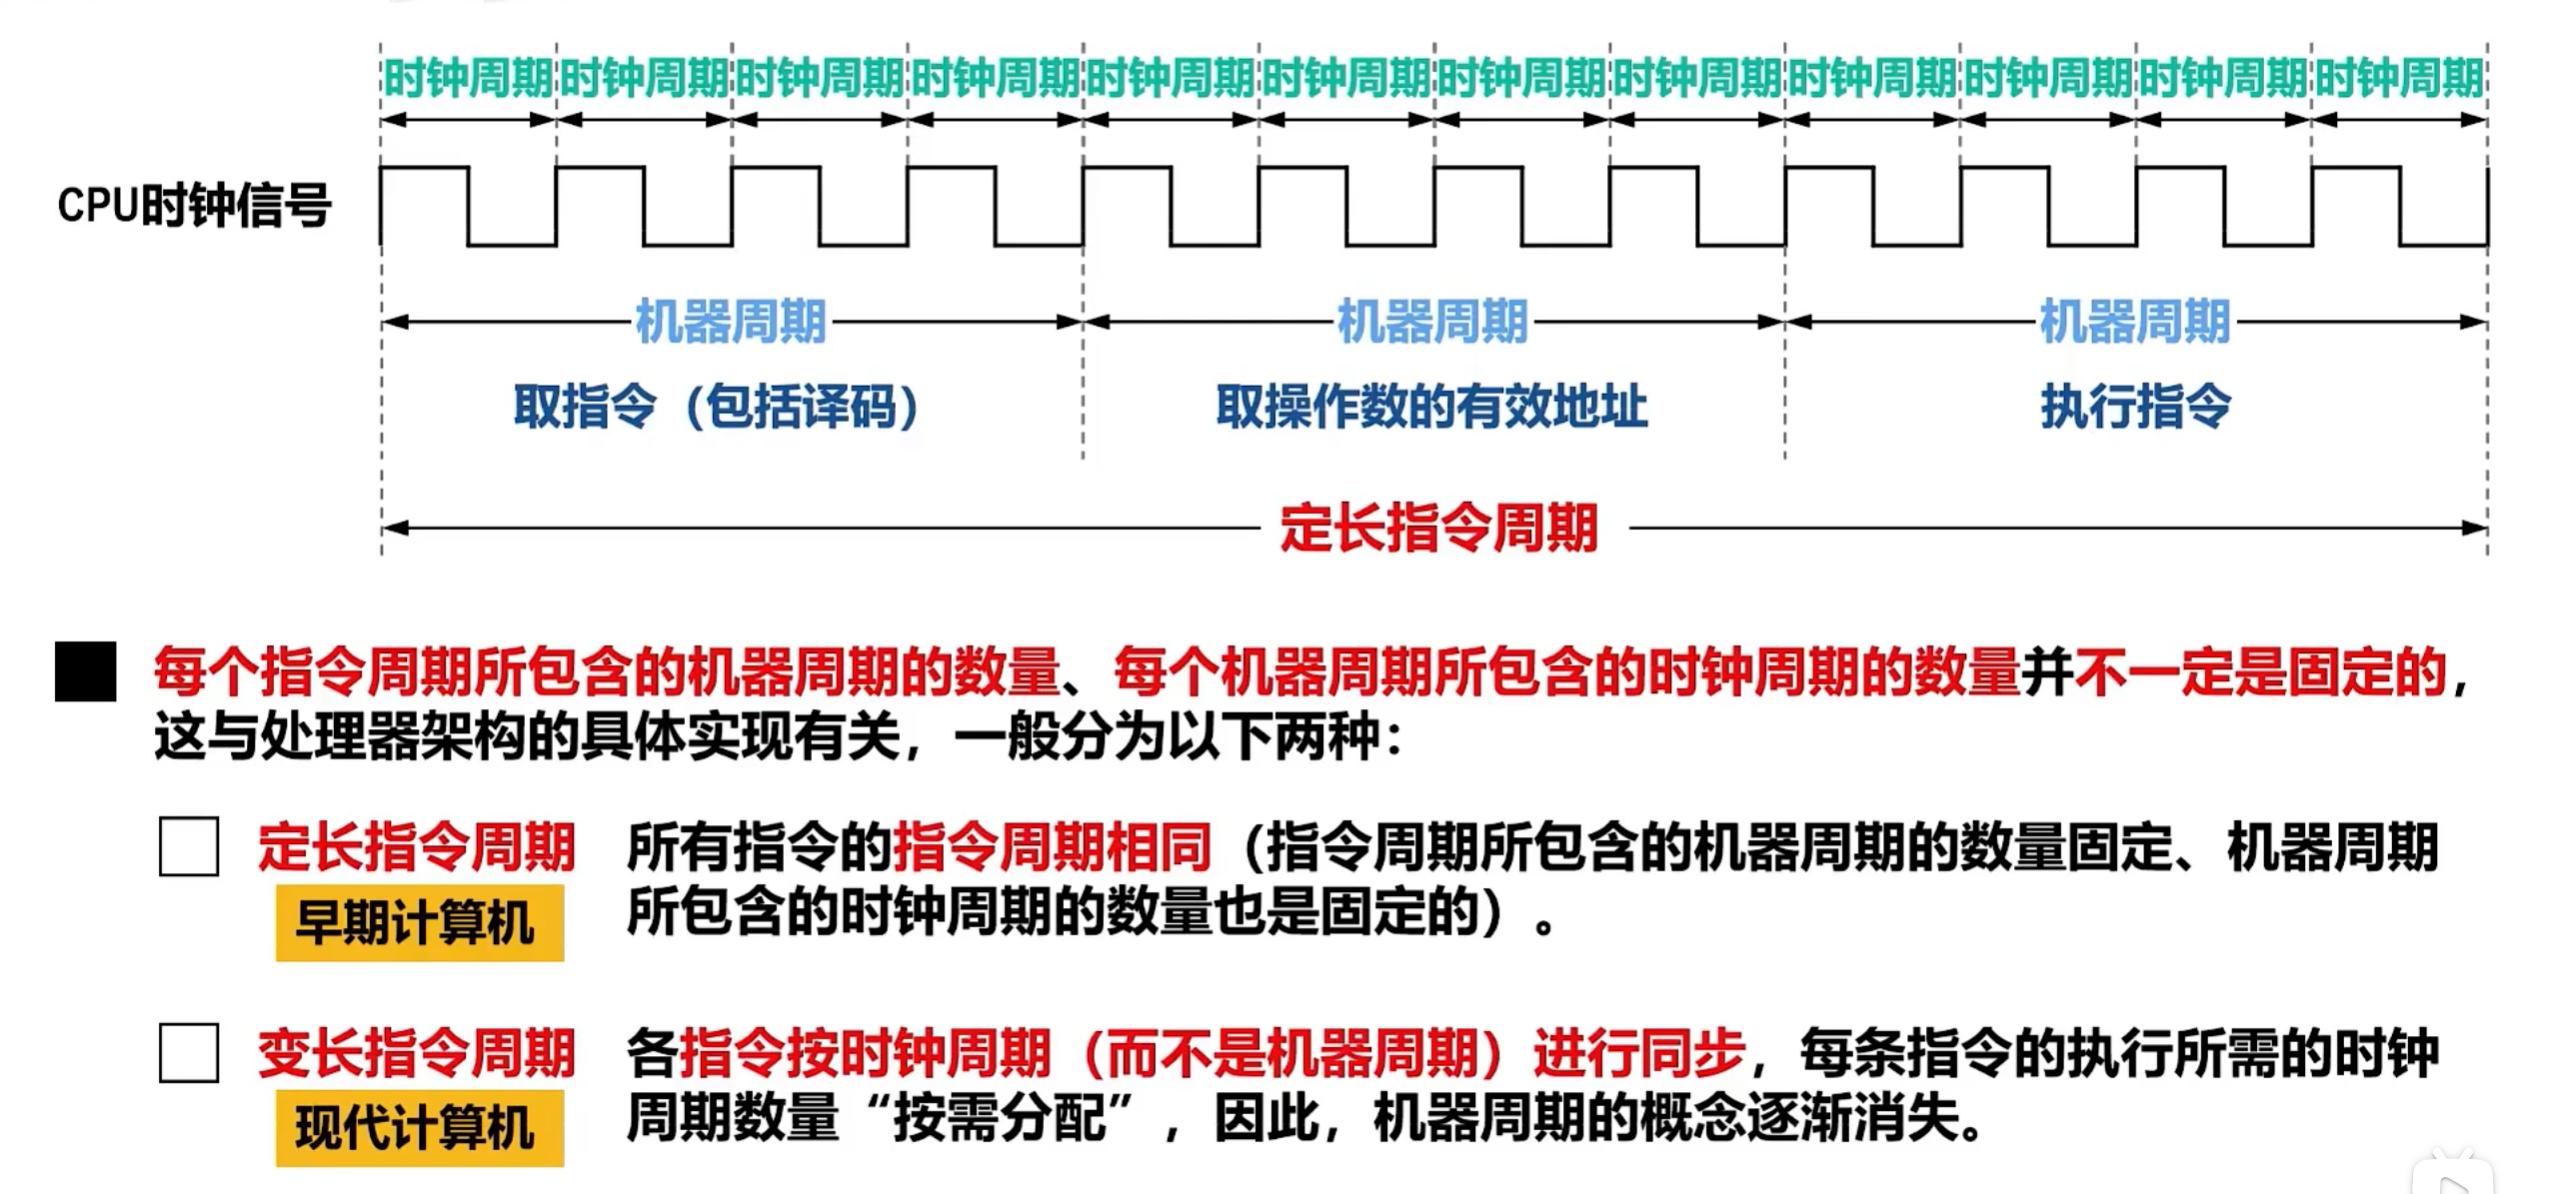 时钟周期 时钟周期 时钟周期 时钟周期 时钟周期 时钟周期 时钟周期 时钟周期 时钟周期 时钟周期 时钟周期 时钟周期
CPU时钟信号
机器周期 机器周期 机器周期
取指令（包括译码） 取操作数的有效地址 执行指令
定长指令周期
每个指令周期所包含的机器周期的数量、每个机器周期所包含的时钟周期的数量并不一定是固定的，
这与处理器架构的具体实现有关，一般分为以下两种：
定长指令周期 所有指令的指令周期相同（指令周期所包含的机器周期的数量固定、机器周期
早期计算机 所包含的时钟周期的数量也是固定的）。
变长指令周期 各指令按时钟周期（而不是机器周期）进行同步，每条指令的执行所需的时钟
现代计算机 周期数量“按需分配”，因此，机器周期的概念逐渐消失。